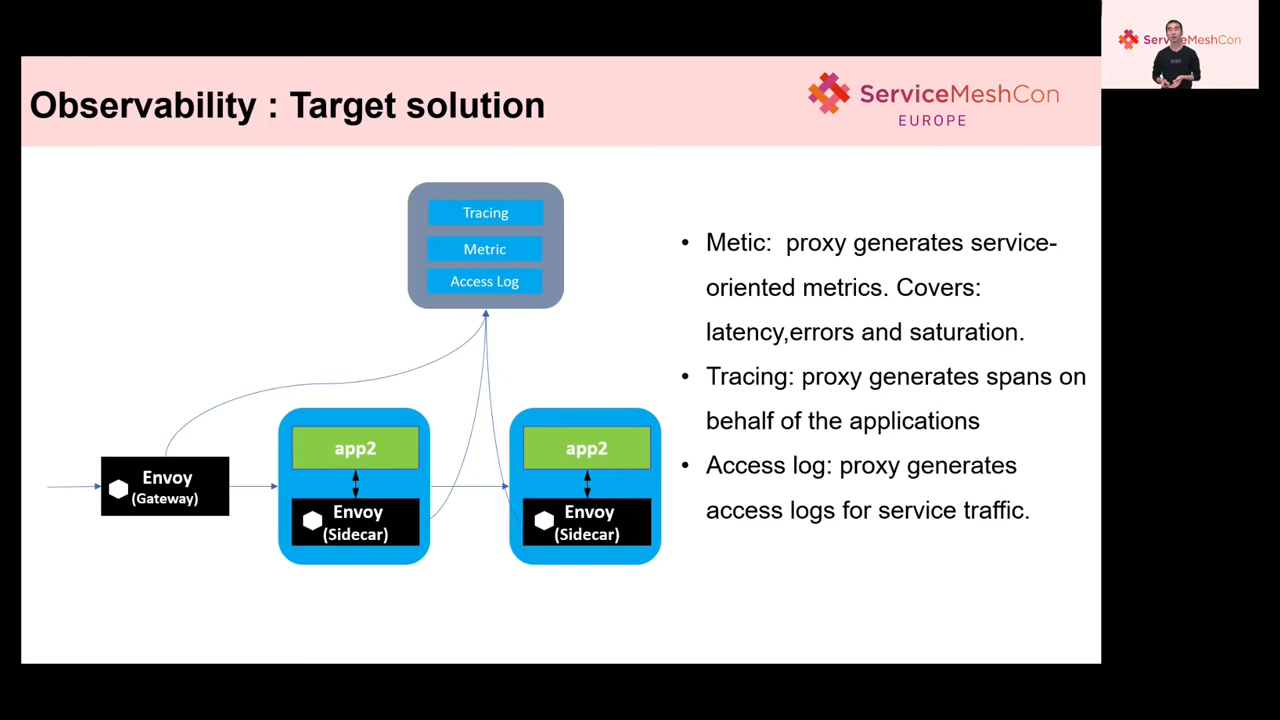 Observability : Target solution
ServiceMeshCon
EUROPE
ServiceMeshCon
Tracing
Metric
Access Log
Envoy
(Gateway)
app2
Envoy
(Sidecar)
app2
Envoy
(Sidecar)
• Metic:  proxy generates service-
oriented metrics. Covers:
latency,errors and saturation.
• Tracing: proxy generates spans on
behalf of the applications
• Access log: proxy generates
access logs for service traffic.